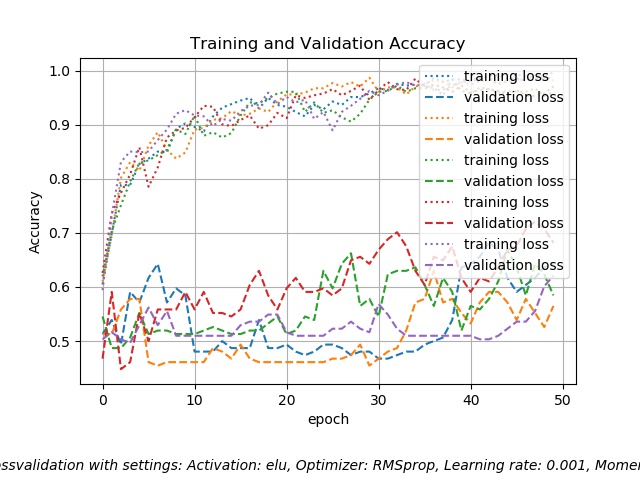 Training and Validation Accuracy
1.0
0.9
0.8
0.7
0.6
0.5
Accuracy
training loss
validation loss
training loss
validation loss
training loss
validation loss
training loss
validation loss
training loss
validation loss
0 10 20 30 40 50
epoch
with settings: Activation: elu, Optimizer: RMSprop, Learning rate: 0.001,